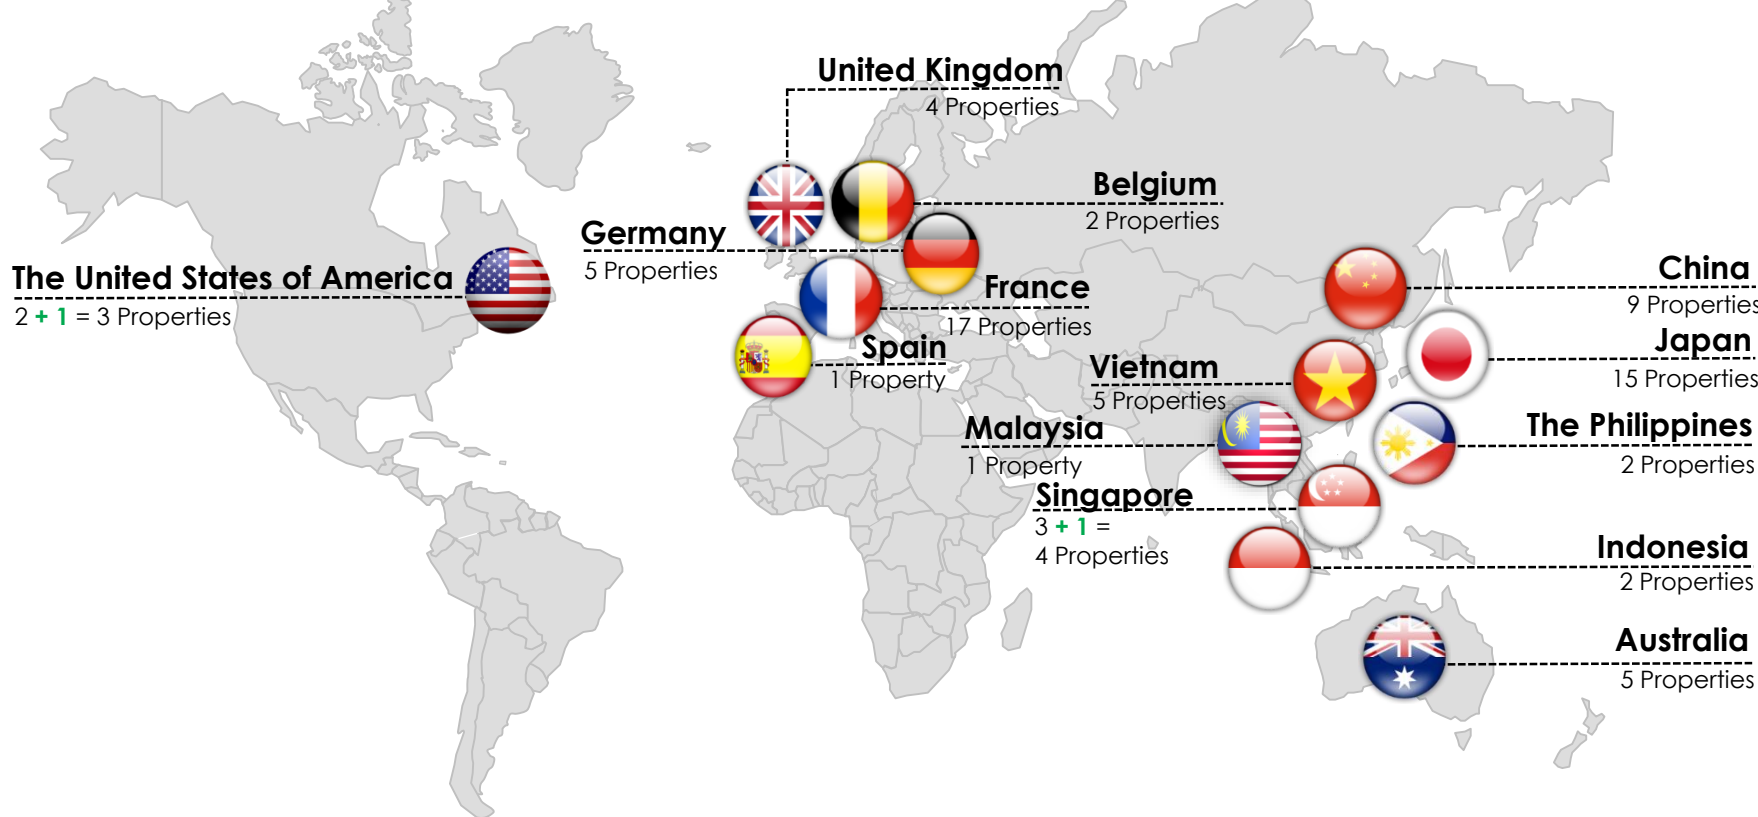 United Kingdom
4 Properties
Belgium
2 Properties
Germany
5 Properties
The United States of America
2 + 1 = 3 Properties
France
17 Properties
Spain
1 Property
China
9 Properties
Japan
15 Properties
Vietnam
5 Properties
Malaysia
1 Property
The Philippines
2 Properties
Singapore
3 + 1 =
4 Properties
Indonesia
2 Properties
Australia
5 Properties